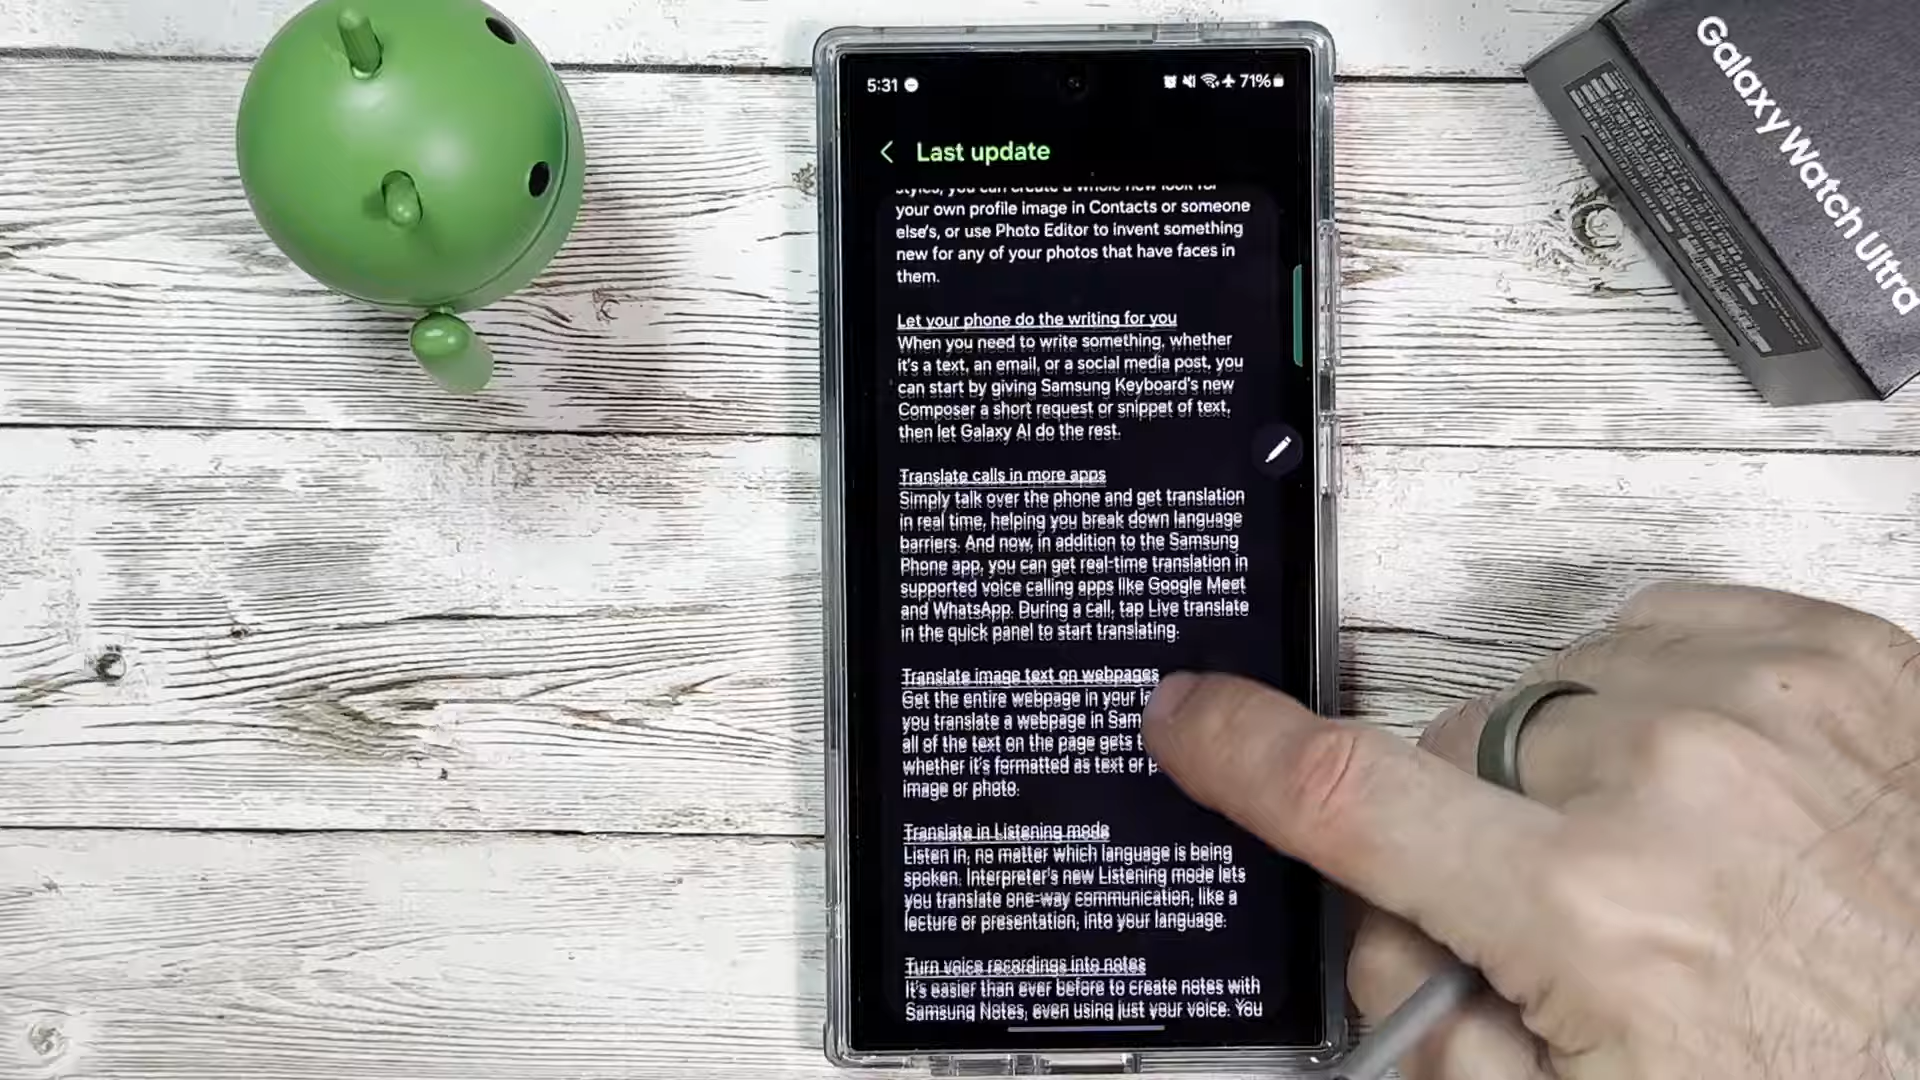 5:31
71%
Last update
styles, you can create a whole new look for
your own profile image in Contacts or someone
else's, or use Photo Editor to invent something
new for any of your photos that have faces in
them.
Let your phone do the writing for you
When you need to write something, whether
it's a text, an email, or a social media post, you
can start by giving Samsung Keyboard's new
Composer a short request or snippet of text,
then let Galaxy AI do the rest.
Translate calls in more apps
Simply talk over the phone and get translation
in real time, helping you break down language
barriers. And now, in addition to the Samsung
Phone app, you can get real-time translation in
supported voice calling apps like Google Meet
and WhatsApp. During a call, tap Live translate
in the quick panel to start translating.
Translate image text on webpages
Get the entire webpage in your
you translate a webpage in
all of the text on the page gets
whether it's formatted as text or
image or photo.
Translate in Listening mode
Listen in, no matter which language is being
spoken. Interpreter's new Listening mode lets
you translate one-way communication, like a
lecture or presentation, into your language.
Turn voice recordings into notes
It's easier than ever before to create notes with
Samsung Notes, even using just your voice. You
Galaxy Watch Ultra